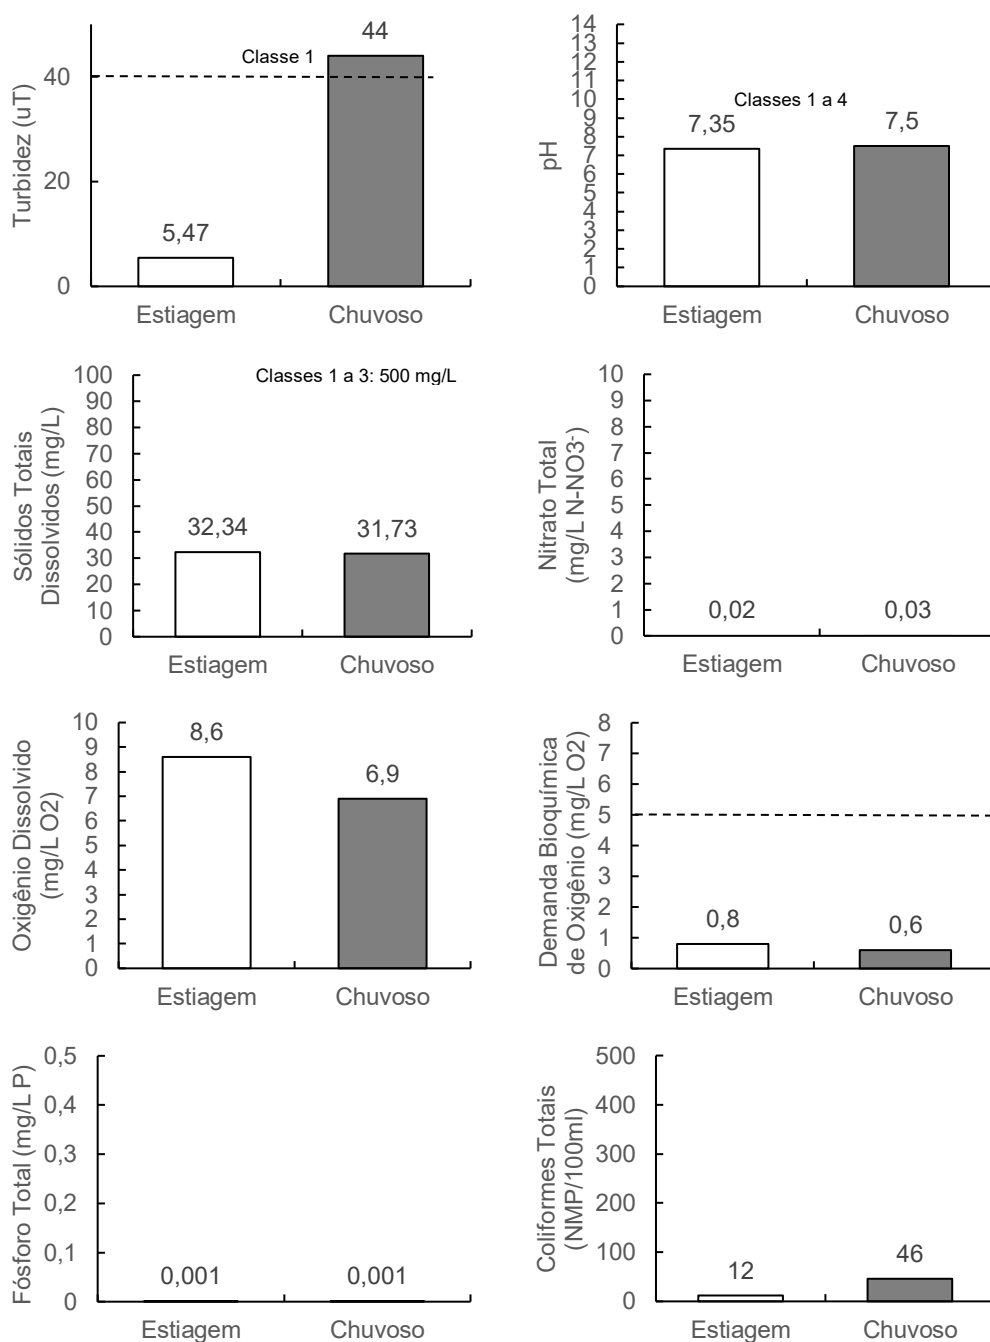 Turbidez (uT)
40
20
0
Classe 1
44
5,47
Estiagem
Chuvoso
pH
14
13
12
11
10
9
8
7
6
5
4
3
2
1
0
Classes 1 a 4
7,35
7,5
Estiagem
Chuvoso
Sólidos Totais
Dissolvidos (mg/L)
100
90
80
70
60
50
40
30
20
10
0
Classes 1 a 3: 500 mg/L
32,34
31,73
Estiagem
Chuvoso
Nitrato Total
(mg/L N-NO3-)
10
9
8
7
6
5
4
3
2
1
0
0,02
0,03
Estiagem
Chuvoso
Oxigênio Dissolvido
(mg/L O2)
10
9
8
7
6
5
4
3
2
1
0
8,6
6,9
Estiagem
Chuvoso
Demanda Bioquímica
de Oxigênio (mg/L O2)
8
7
6
5
4
3
2
1
0
0,8
0,6
Estiagem
Chuvoso
Fósforo Total (mg/L P)
0,5
0,4
0,3
0,2
0,1
0
0,001
0,001
Estiagem
Chuvoso
Coliformes Totais
(NMP/100ml)
500
400
300
200
100
0
12
46
Estiagem
Chuvoso